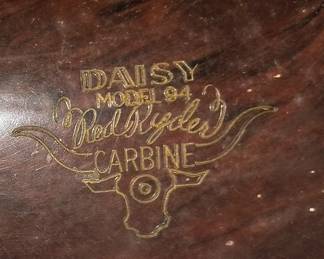 DAISY
MODEL 94
Red Ryder
CARBINE